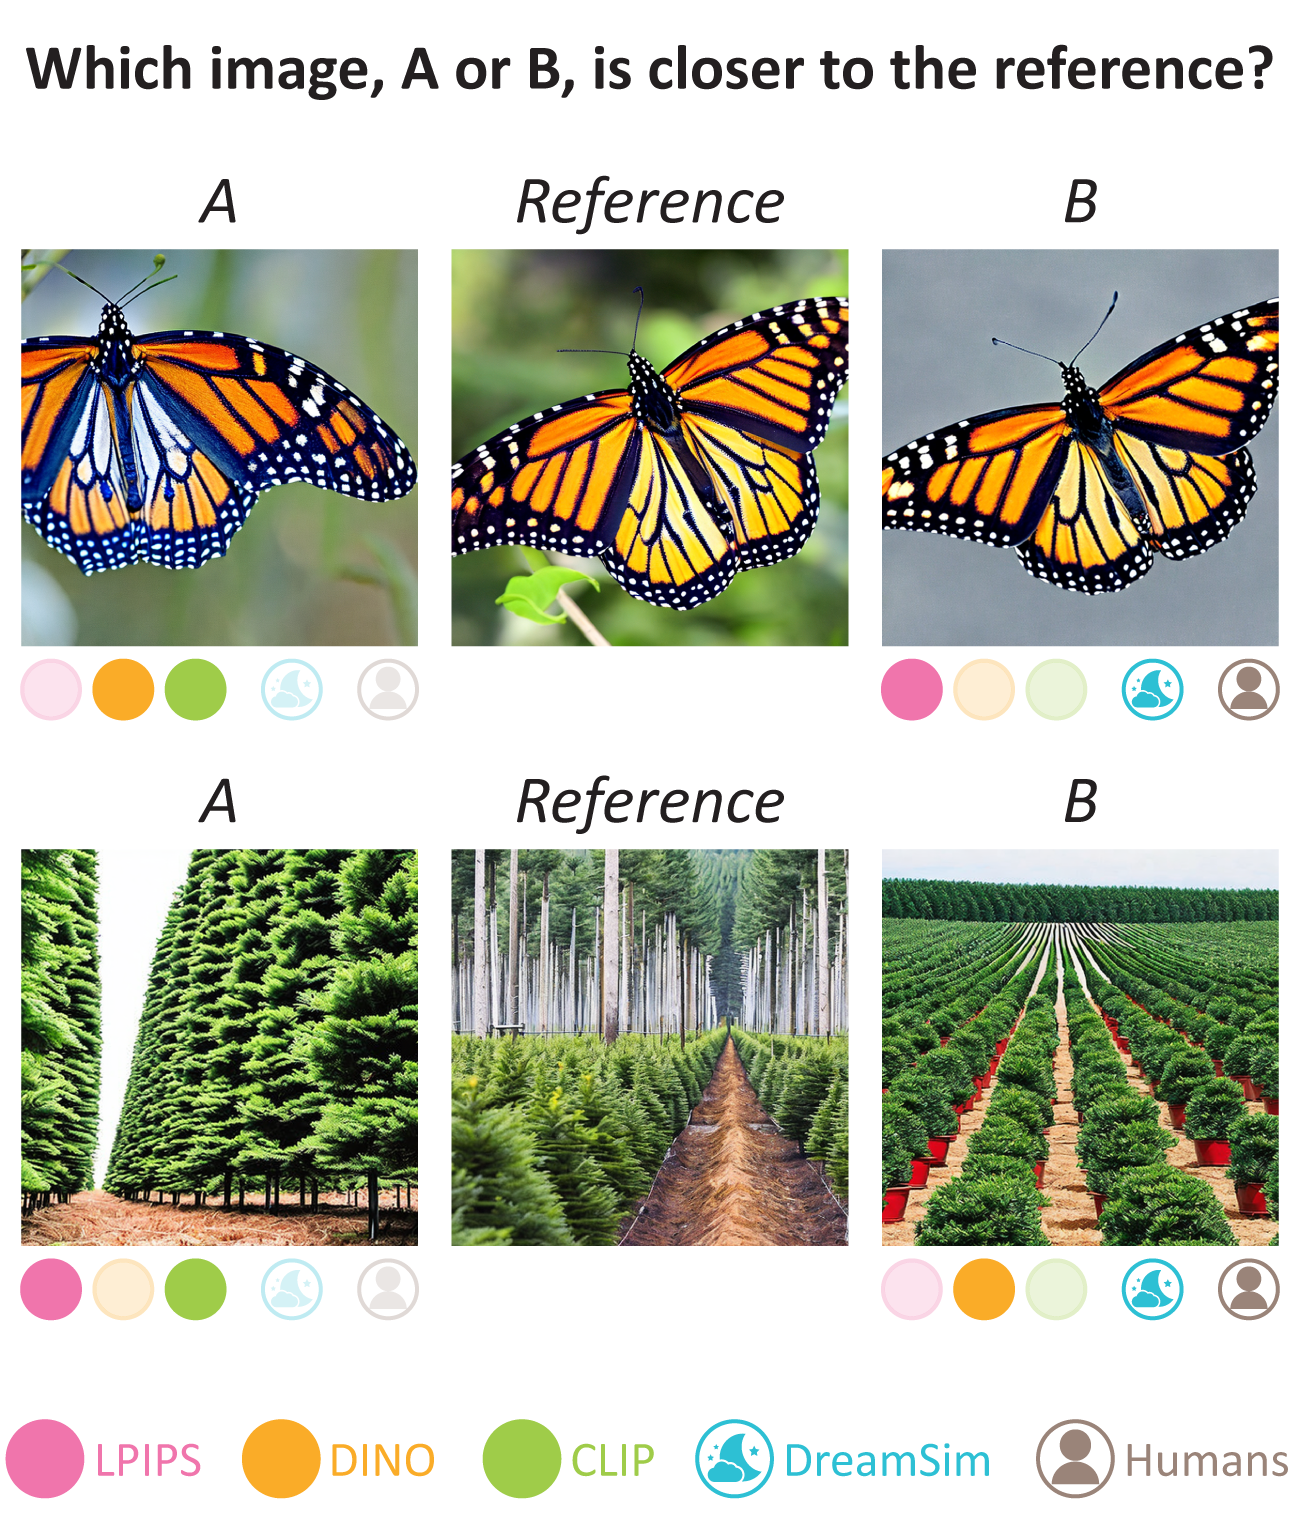 Which image, A or B, is closer to the reference?
A Reference B
A Reference B
LPIPS DINO CLIP DreamSim Humans